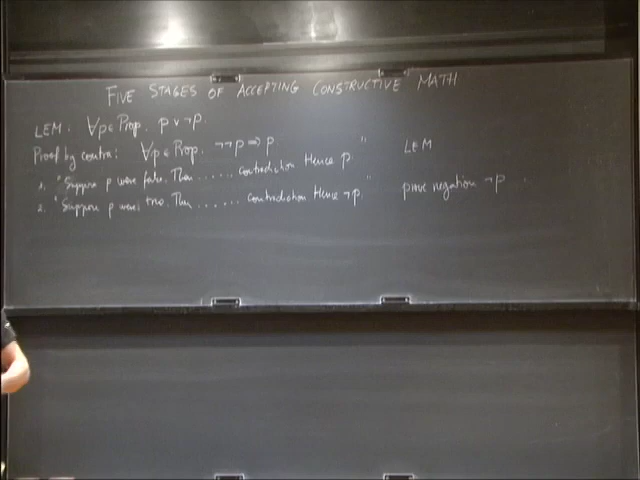 FIVE STAGES OF ACCEPTING CONSTRUCTIVE MATH
LEM. ∀p∈Prop. p ∨ ¬p.
Proof by contra: ∀p∈Prop. ¬¬p ⇒ p LEM
1. "Suppose p were false. Then ...... contradiction. Hence p."
2. "Suppose p were true. Then ...... contradiction. Hence ¬p." prove negation ¬p